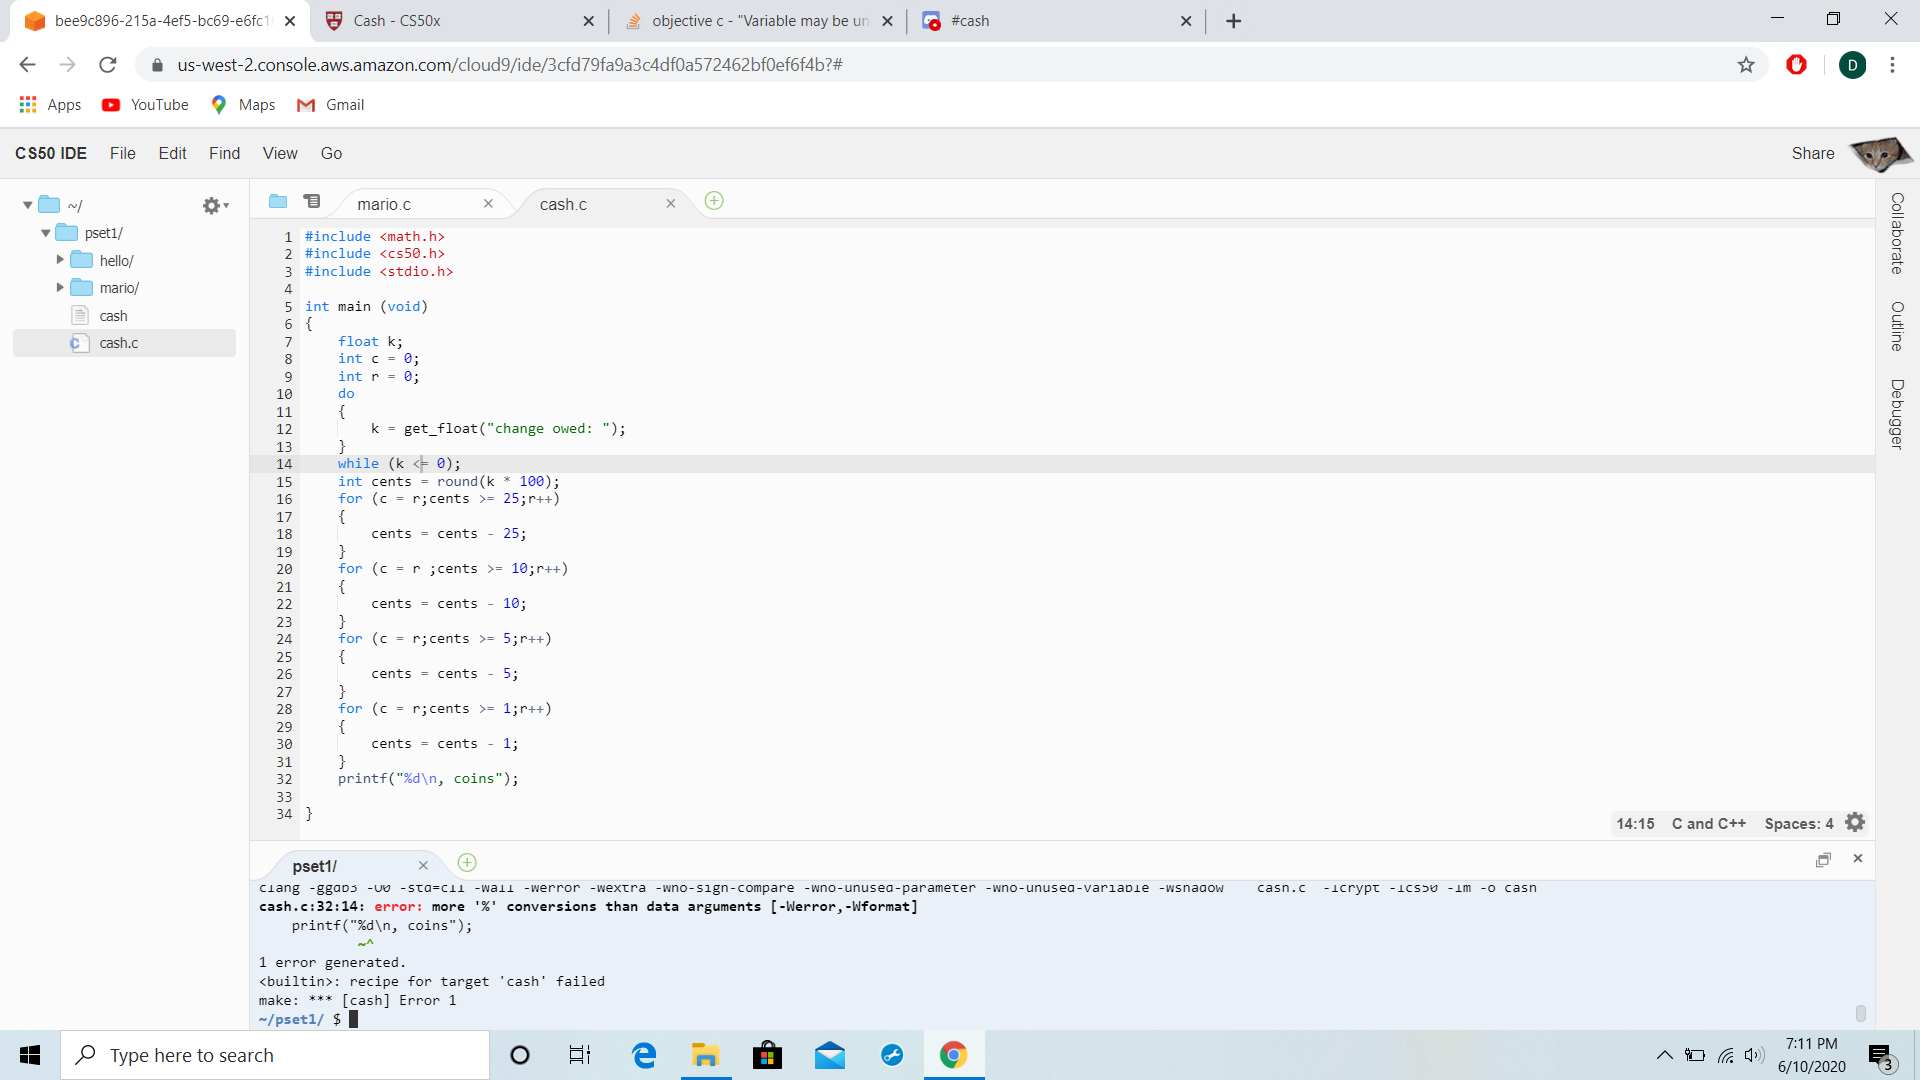 bee9c896-215a-4ef5-bc69-e6fc1
Cash - CS50x
objective c - "Variable may be un
#cash
us-west-2.console.aws.amazon.com/cloud9/ide/3cfd79fa9a3c4df0a572462bf0ef6f4b?#
D
Apps YouTube Maps Gmail
CS50 IDE File Edit Find View Go
Share
~/
pset1/
hello/
mario/
cash
cash.c
mario.c
cash.c
Collaborate
Outline
Debugger
1 #include <math.h>
2 #include <cs50.h>
3 #include <stdio.h>
4
5 int main (void)
6 {
7     float k;
8     int c = 0;
9     int r = 0;
10     do
11     {
12         k = get_float("change owed: ");
13     }
14     while (k <= 0);
15     int cents = round(k * 100);
16     for (c = r;cents >= 25;r++)
17     {
18         cents = cents - 25;
19     }
20     for (c = r ;cents >= 10;r++)
21     {
22         cents = cents - 10;
23     }
24     for (c = r;cents >= 5;r++)
25     {
26         cents = cents - 5;
27     }
28     for (c = r;cents >= 1;r++)
29     {
30         cents = cents - 1;
31     }
32     printf("%d\n, coins");
33
34 }
14:15 C and C++ Spaces: 4
pset1/
clang -ggdb3 -O0 -std=c11 -Wall -Werror -Wextra -Wno-sign-compare -Wno-unused-parameter -Wno-unused-variable -Wshadow    cash.c  -lcrypt -lcs50 -lm -o cash
cash.c:32:14: error: more '%' conversions than data arguments [-Werror,-Wformat]
    printf("%d\n, coins");
            ~^
1 error generated.
<builtin>: recipe for target 'cash' failed
make: *** [cash] Error 1
~/pset1/ $
Type here to search
7:11 PM
6/10/2020
3